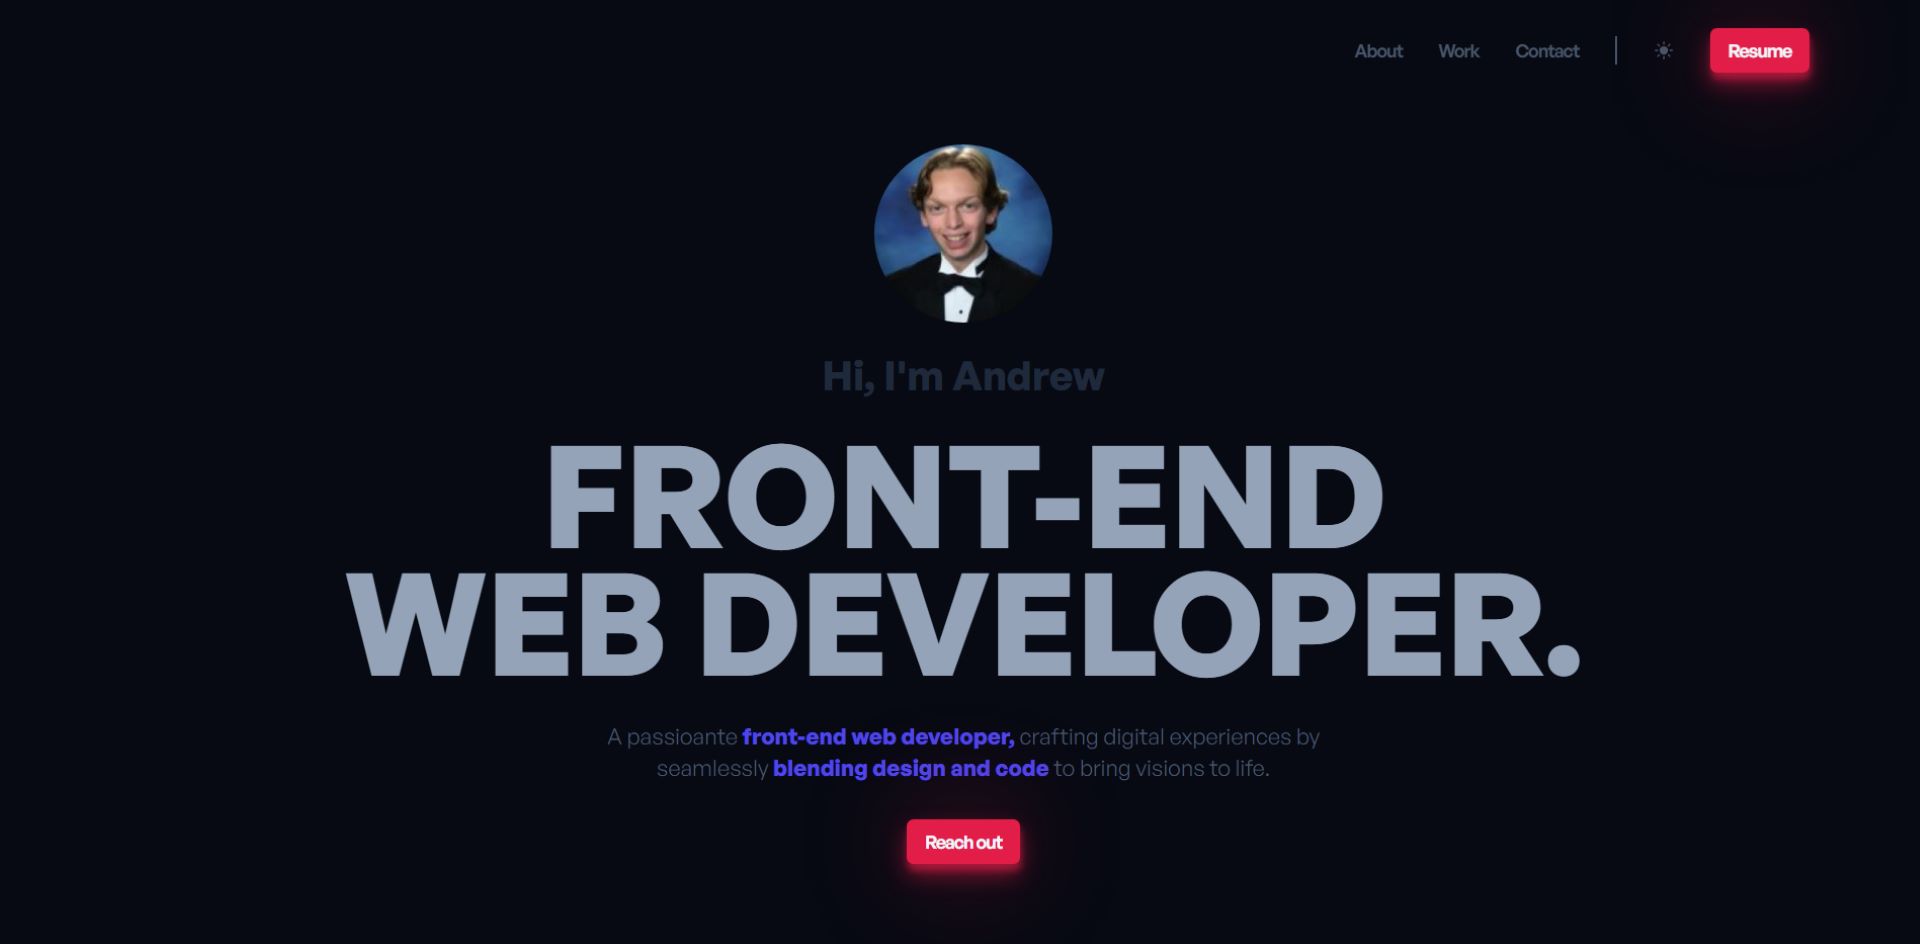 About Work Contact Resume
Hi, I'm Andrew
FRONT-END
WEB DEVELOPER.
A passioante front-end web developer, crafting digital experiences by
seamlessly blending design and code to bring visions to life.
Reach out